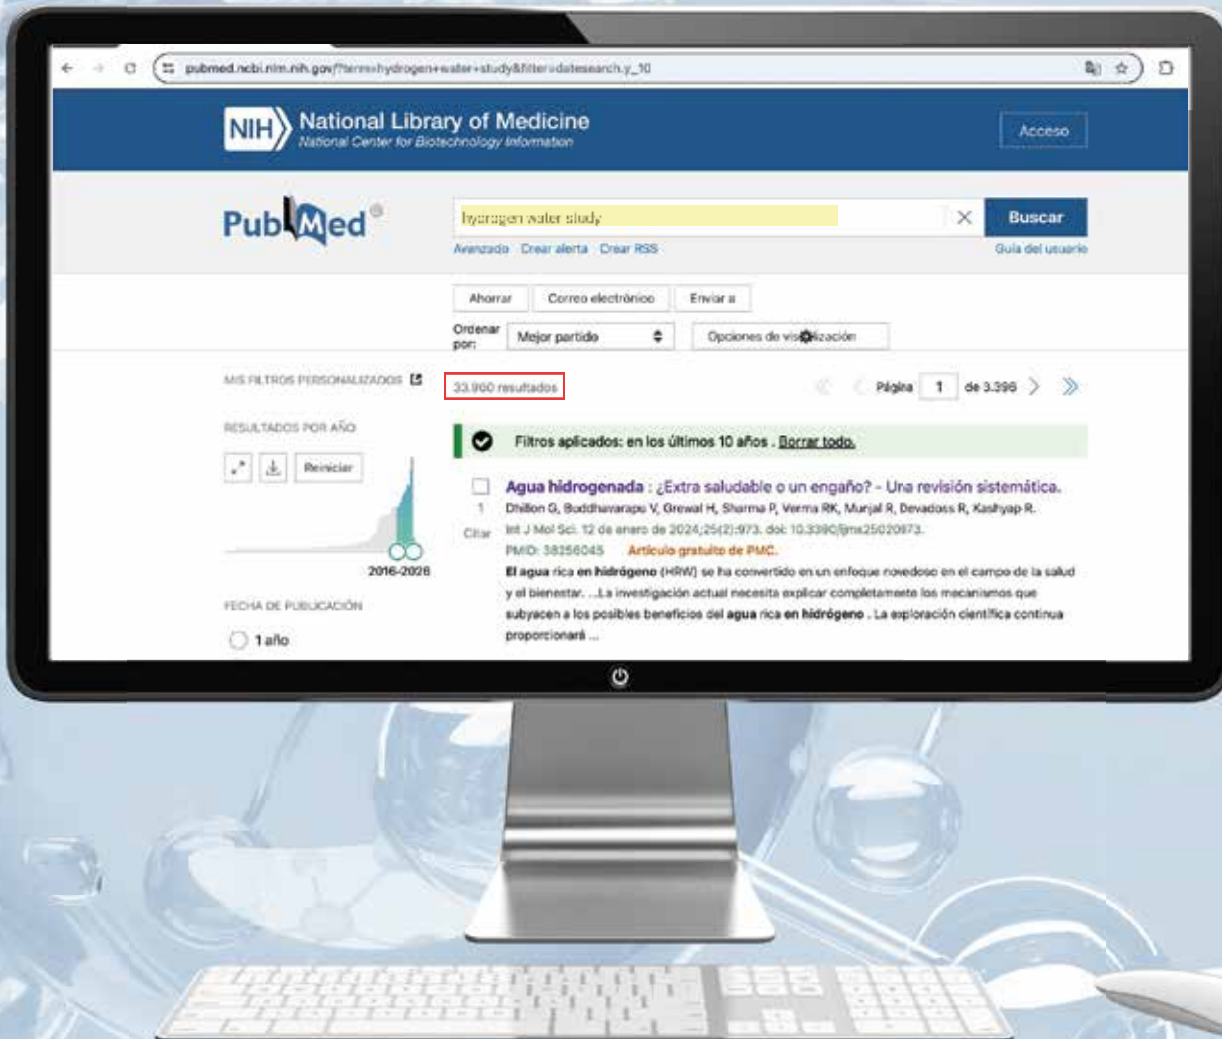 pubmed.ncbi.nlm.nih.gov/?term=hydrogen+water+study&filter=datesearch.y_10
NIH National Library of Medicine
National Center for Biotechnology Information
Acceso
PubMed®
hydrogen water study
Buscar
Avanzado Crear alerta Crear RSS
Guía del usuario
Ahorrar Correo electrónico Enviar a
Ordenar por: Mejor partido Opciones de visualización
MIS FILTROS PERSONALIZADOS
33.960 resultados
Página 1 de 3.396
RESULTADOS POR AÑO
Filtros aplicados: en los últimos 10 años . Borrar todo.
Reiniciar
2016-2026
Agua hidrogenada : ¿Extra saludable o un engaño? - Una revisión sistemática.
1
Dhillon G, Buddhavarapu V, Grewal H, Sharma P, Verma RK, Munjal R, Devadoss R, Kashyap R.
Citar
Int J Mol Sci. 12 de enero de 2024;25(2):973. doi: 10.3390/ijms25020973.
PMID: 38256045 Artículo gratuito de PMC.
El agua rica en hidrógeno (HRW) se ha convertido en un enfoque novedoso en el campo de la salud
y el bienestar. ...La investigación actual necesita explicar completamente los mecanismos que
subyacen a los posibles beneficios del agua rica en hidrógeno . La exploración científica continua
proporcionará ...
FECHA DE PUBLICACIÓN
1 año